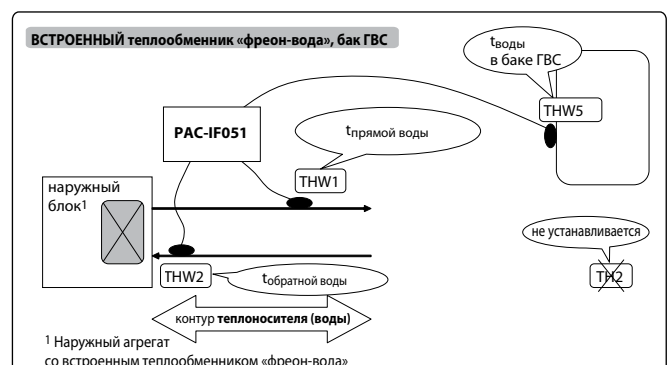 ВСТРОЕННЫЙ теплообменник «фреон-вода», бак ГВС
tводы
в баке ГВС
THW5
PAC-IF051
tпрямой воды
THW1
наружный
блок1
не устанавливается
TH2
THW2
tобратной воды
контур теплоносителя (воды)
1 Наружный агрегат
со встроенным теплообменником «фреон-вода»